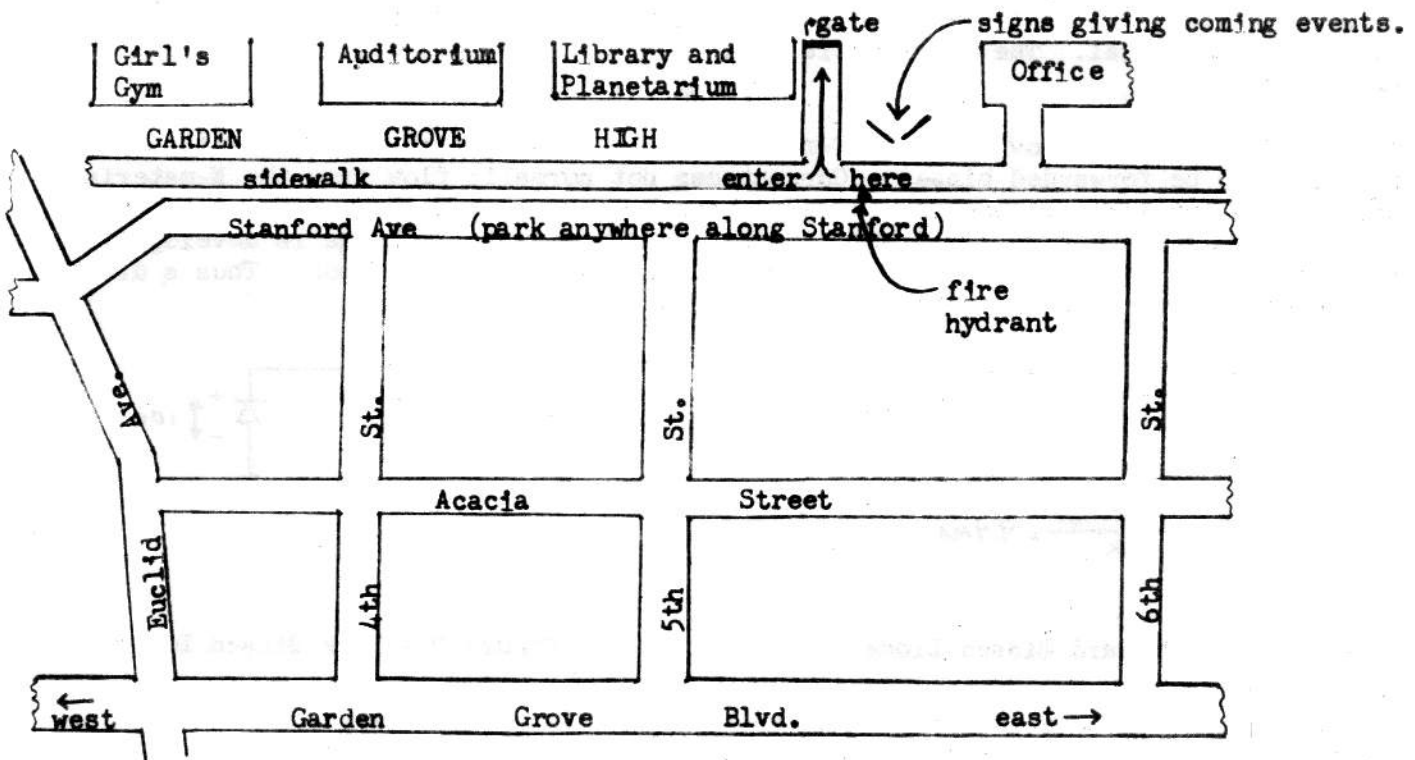 gate
signs giving coming events.
Girl's
Gym
Auditorium
Library and
Planetarium
Office
GARDEN GROVE HIGH
sidewalk enter here
Stanford Ave (park anywhere along Stanford)
fire
hydrant
Ave.
St.
St.
St.
Acacia Street
Euclid
4th
5th
6th
west Garden Grove Blvd. east